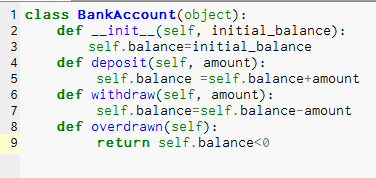 1 class BankAccount(object):
2     def __init__(self, initial_balance):
3         self.balance=initial_balance
4     def deposit(self, amount):
5          self.balance =self.balance+amount
6     def withdraw(self, amount):
7          self.balance=self.balance-amount
8     def overdrawn(self):
9          return self.balance<0